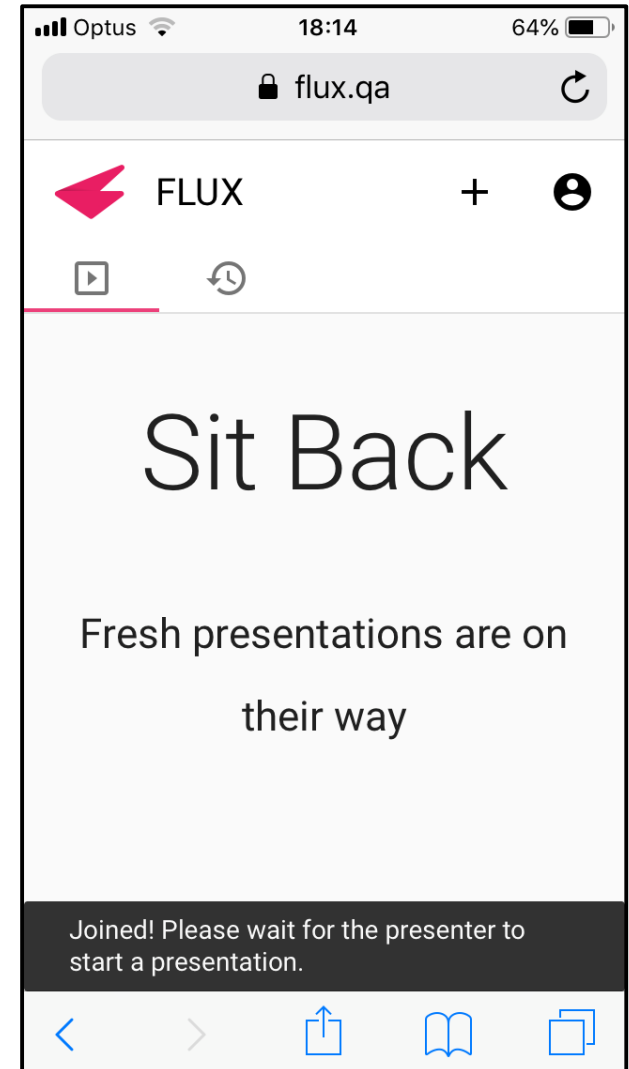 Optus 18:14 64%
flux.qa
FLUX
Sit Back
Fresh presentations are on
their way
Joined! Please wait for the presenter to
start a presentation.